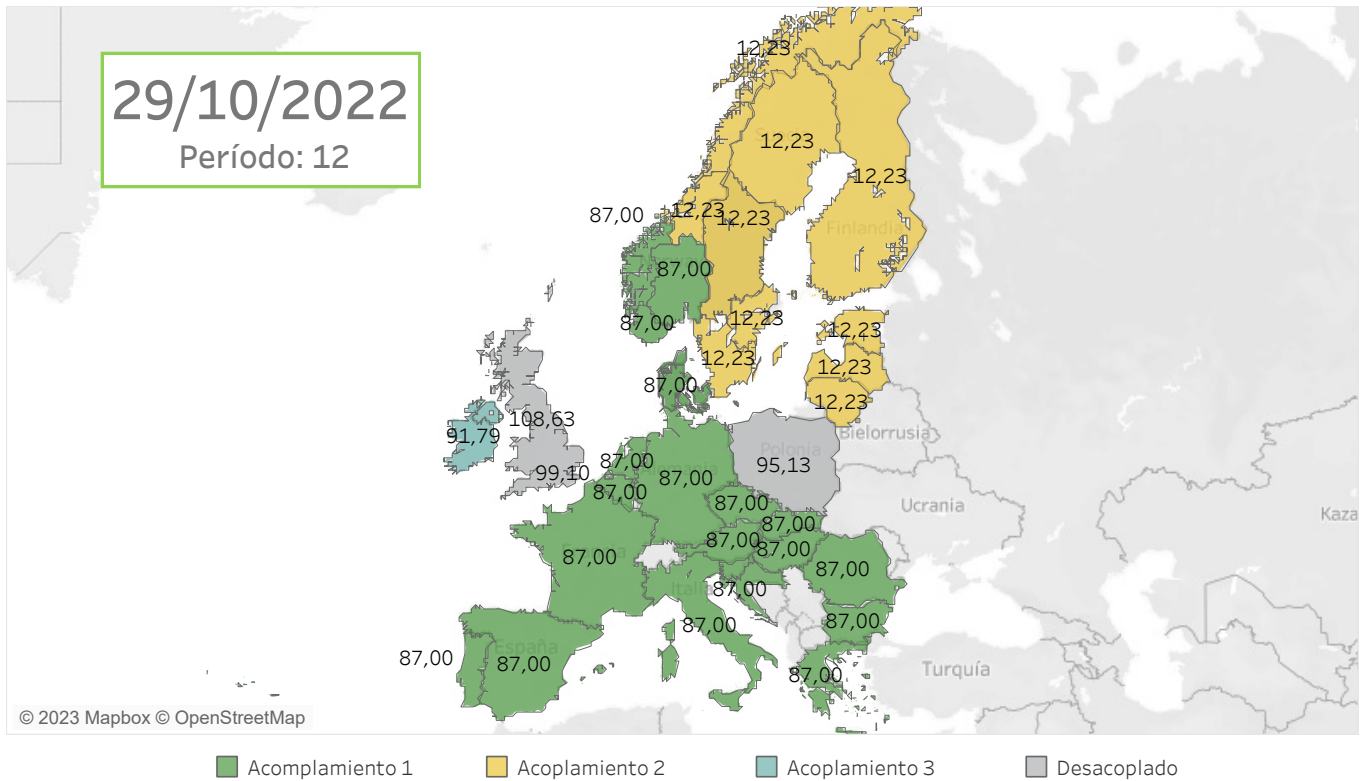 29/10/2022
Período: 12
12,23
12,23
12,23
87,00
12,23
12,23
Finlandia
87,00
87,00
12,23
12,23
12,23
12,23
87,00
12,23
108,63
91,79
Bielorrusia
Polonia
95,13
99,10
87,00
Alemania
87,00
87,00
87,00
Ucrania
Kaza
87,00
87,00
87,00
87,00
87,00
Italia
87,00
87,00
87,00
España
87,00
87,00
87,00
Turquía
© 2023 Mapbox © OpenStreetMap
Acomplamiento 1
Acoplamiento 2
Acoplamiento 3
Desacoplado